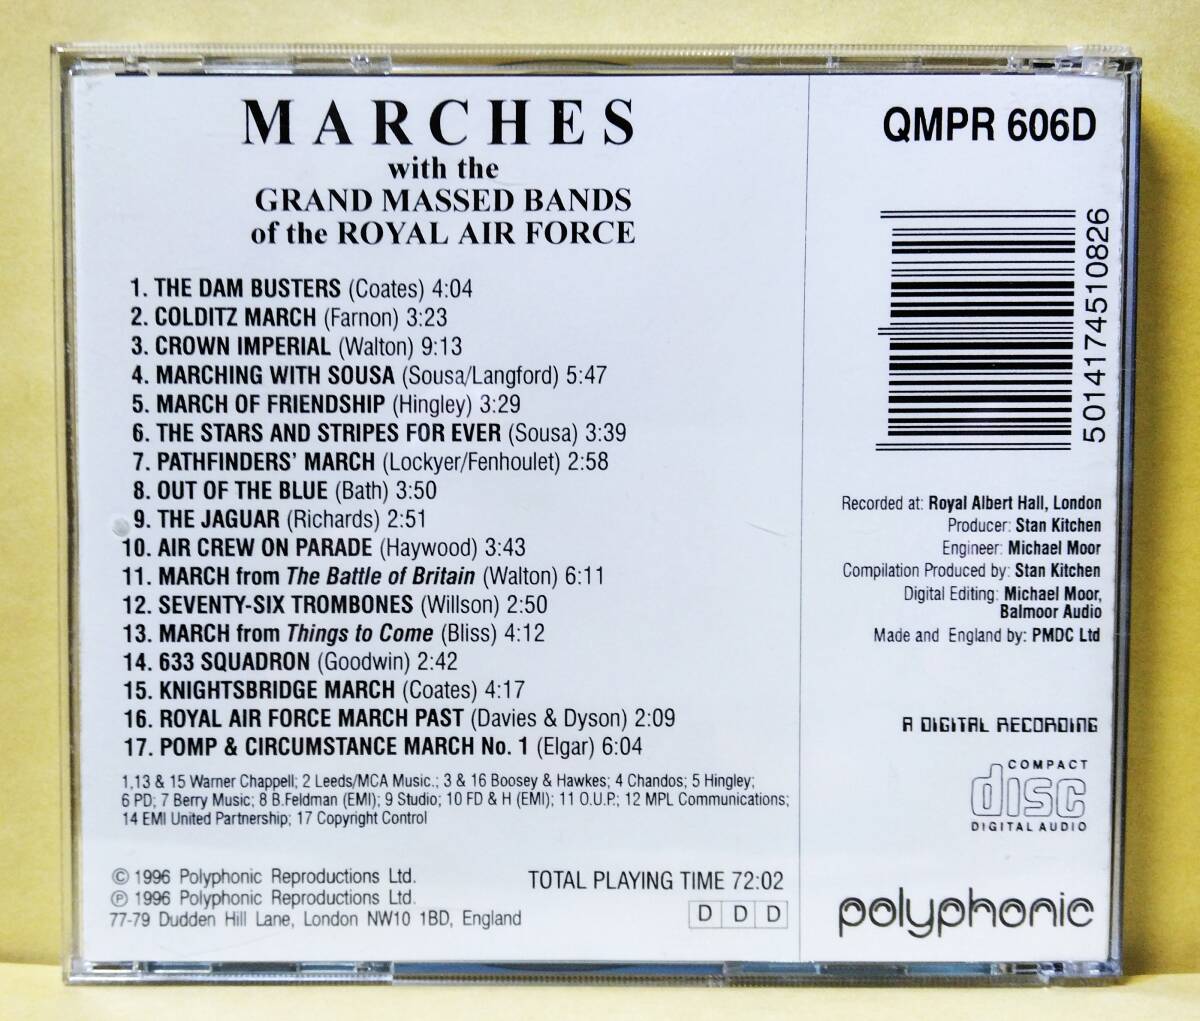 MARCHES
with the
GRAND MASSED BANDS
of the ROYAL AIR FORCE
1. THE DAM BUSTERS (Coates) 4:04
2. COLDITZ MARCH (Farnon) 3:23
3. CROWN IMPERIAL (Walton) 9:13
4. MARCHING WITH SOUSA (Sousa/Langford) 5:47
5. MARCH OF FRIENDSHIP (Hingley) 3:29
6. THE STARS AND STRIPES FOR EVER (Sousa) 3:39
7. PATHFINDERS' MARCH (Lockyer/Fenhoulet) 2:58
8. OUT OF THE BLUE (Bath) 3:50
9. THE JAGUAR (Richards) 2:51
10. AIR CREW ON PARADE (Haywood) 3:43
11. MARCH from The Battle of Britain (Walton) 6:11
12. SEVENTY-SIX TROMBONES (Willson) 2:50
13. MARCH from Things to Come (Bliss) 4:12
14. 633 SQUADRON (Goodwin) 2:42
15. KNIGHTSBRIDGE MARCH (Coates) 4:17
16. ROYAL AIR FORCE MARCH PAST (Davies & Dyson) 2:09
17. POMP & CIRCUMSTANCE MARCH No. 1 (Elgar) 6:04
1,13 & 15 Warner Chappell; 2 Leeds/MCA Music.; 3 & 16 Boosey & Hawkes; 4 Chandos; 5 Hingley;
6 PD; 7 Berry Music; 8 B.Feldman (EMI); 9 Studio; 10 FD & H (EMI); 11 O.U.P.; 12 MPL Communications;
14 EMI United Partnership; 17 Copyright Control
© 1996 Polyphonic Reproductions Ltd.
℗ 1996 Polyphonic Reproductions Ltd.
77-79 Dudden Hill Lane, London NW10 1BD, England
TOTAL PLAYING TIME 72:02
D D D
QMPR 606D
5014174510826
Recorded at: Royal Albert Hall, London
Producer: Stan Kitchen
Engineer: Michael Moor
Compilation Produced by: Stan Kitchen
Digital Editing: Michael Moor,
Balmoor Audio
Made and England by: PMDC Ltd
A DIGITAL RECORDING
COMPACT
disc
DIGITAL AUDIO
polyphonic